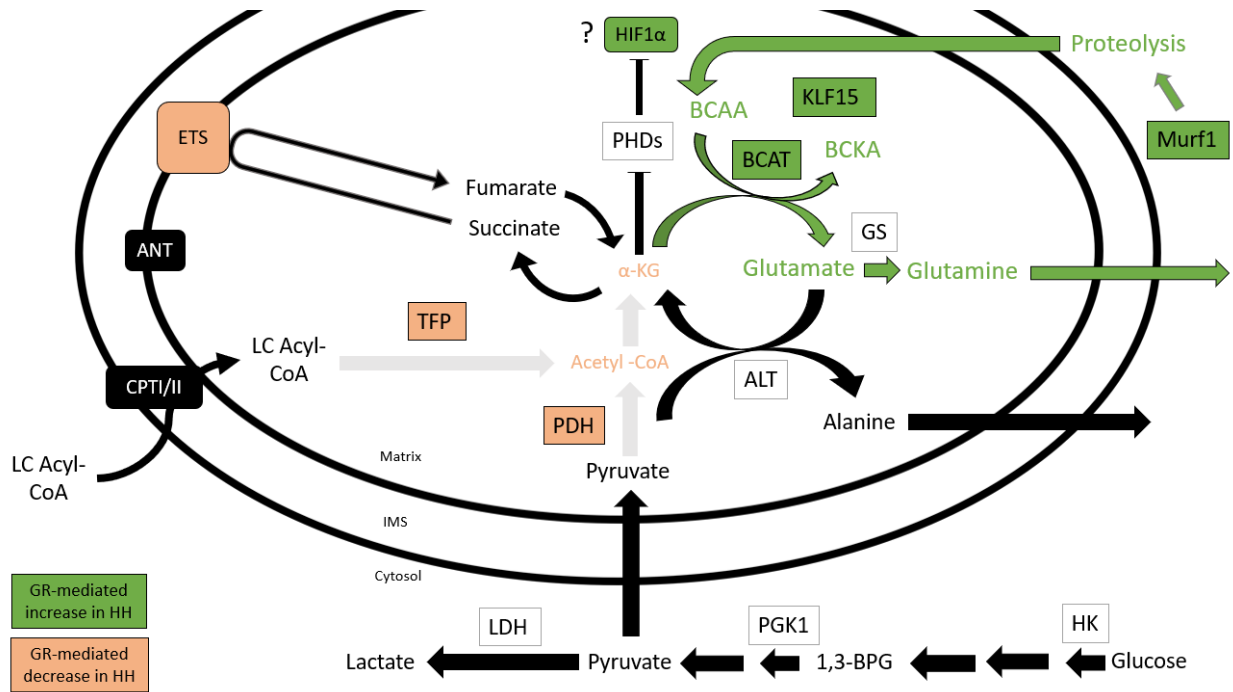 ? HIF1α
Proteolysis
KLF15
BCAA
ETS
PHDs
Murf1
BCAT
BCKA
Fumarate
Succinate
GS
ANT
α-KG
Glutamate
Glutamine
TFP
LC Acyl-
CoA
Acetyl -CoA
ALT
CPTI/II
PDH
Alanine
Matrix
Pyruvate
LC Acyl-
CoA
IMS
Cytosol
GR-mediated
increase in HH
LDH
PGK1
HK
GR-mediated
decrease in HH
Lactate
Pyruvate
1,3-BPG
Glucose